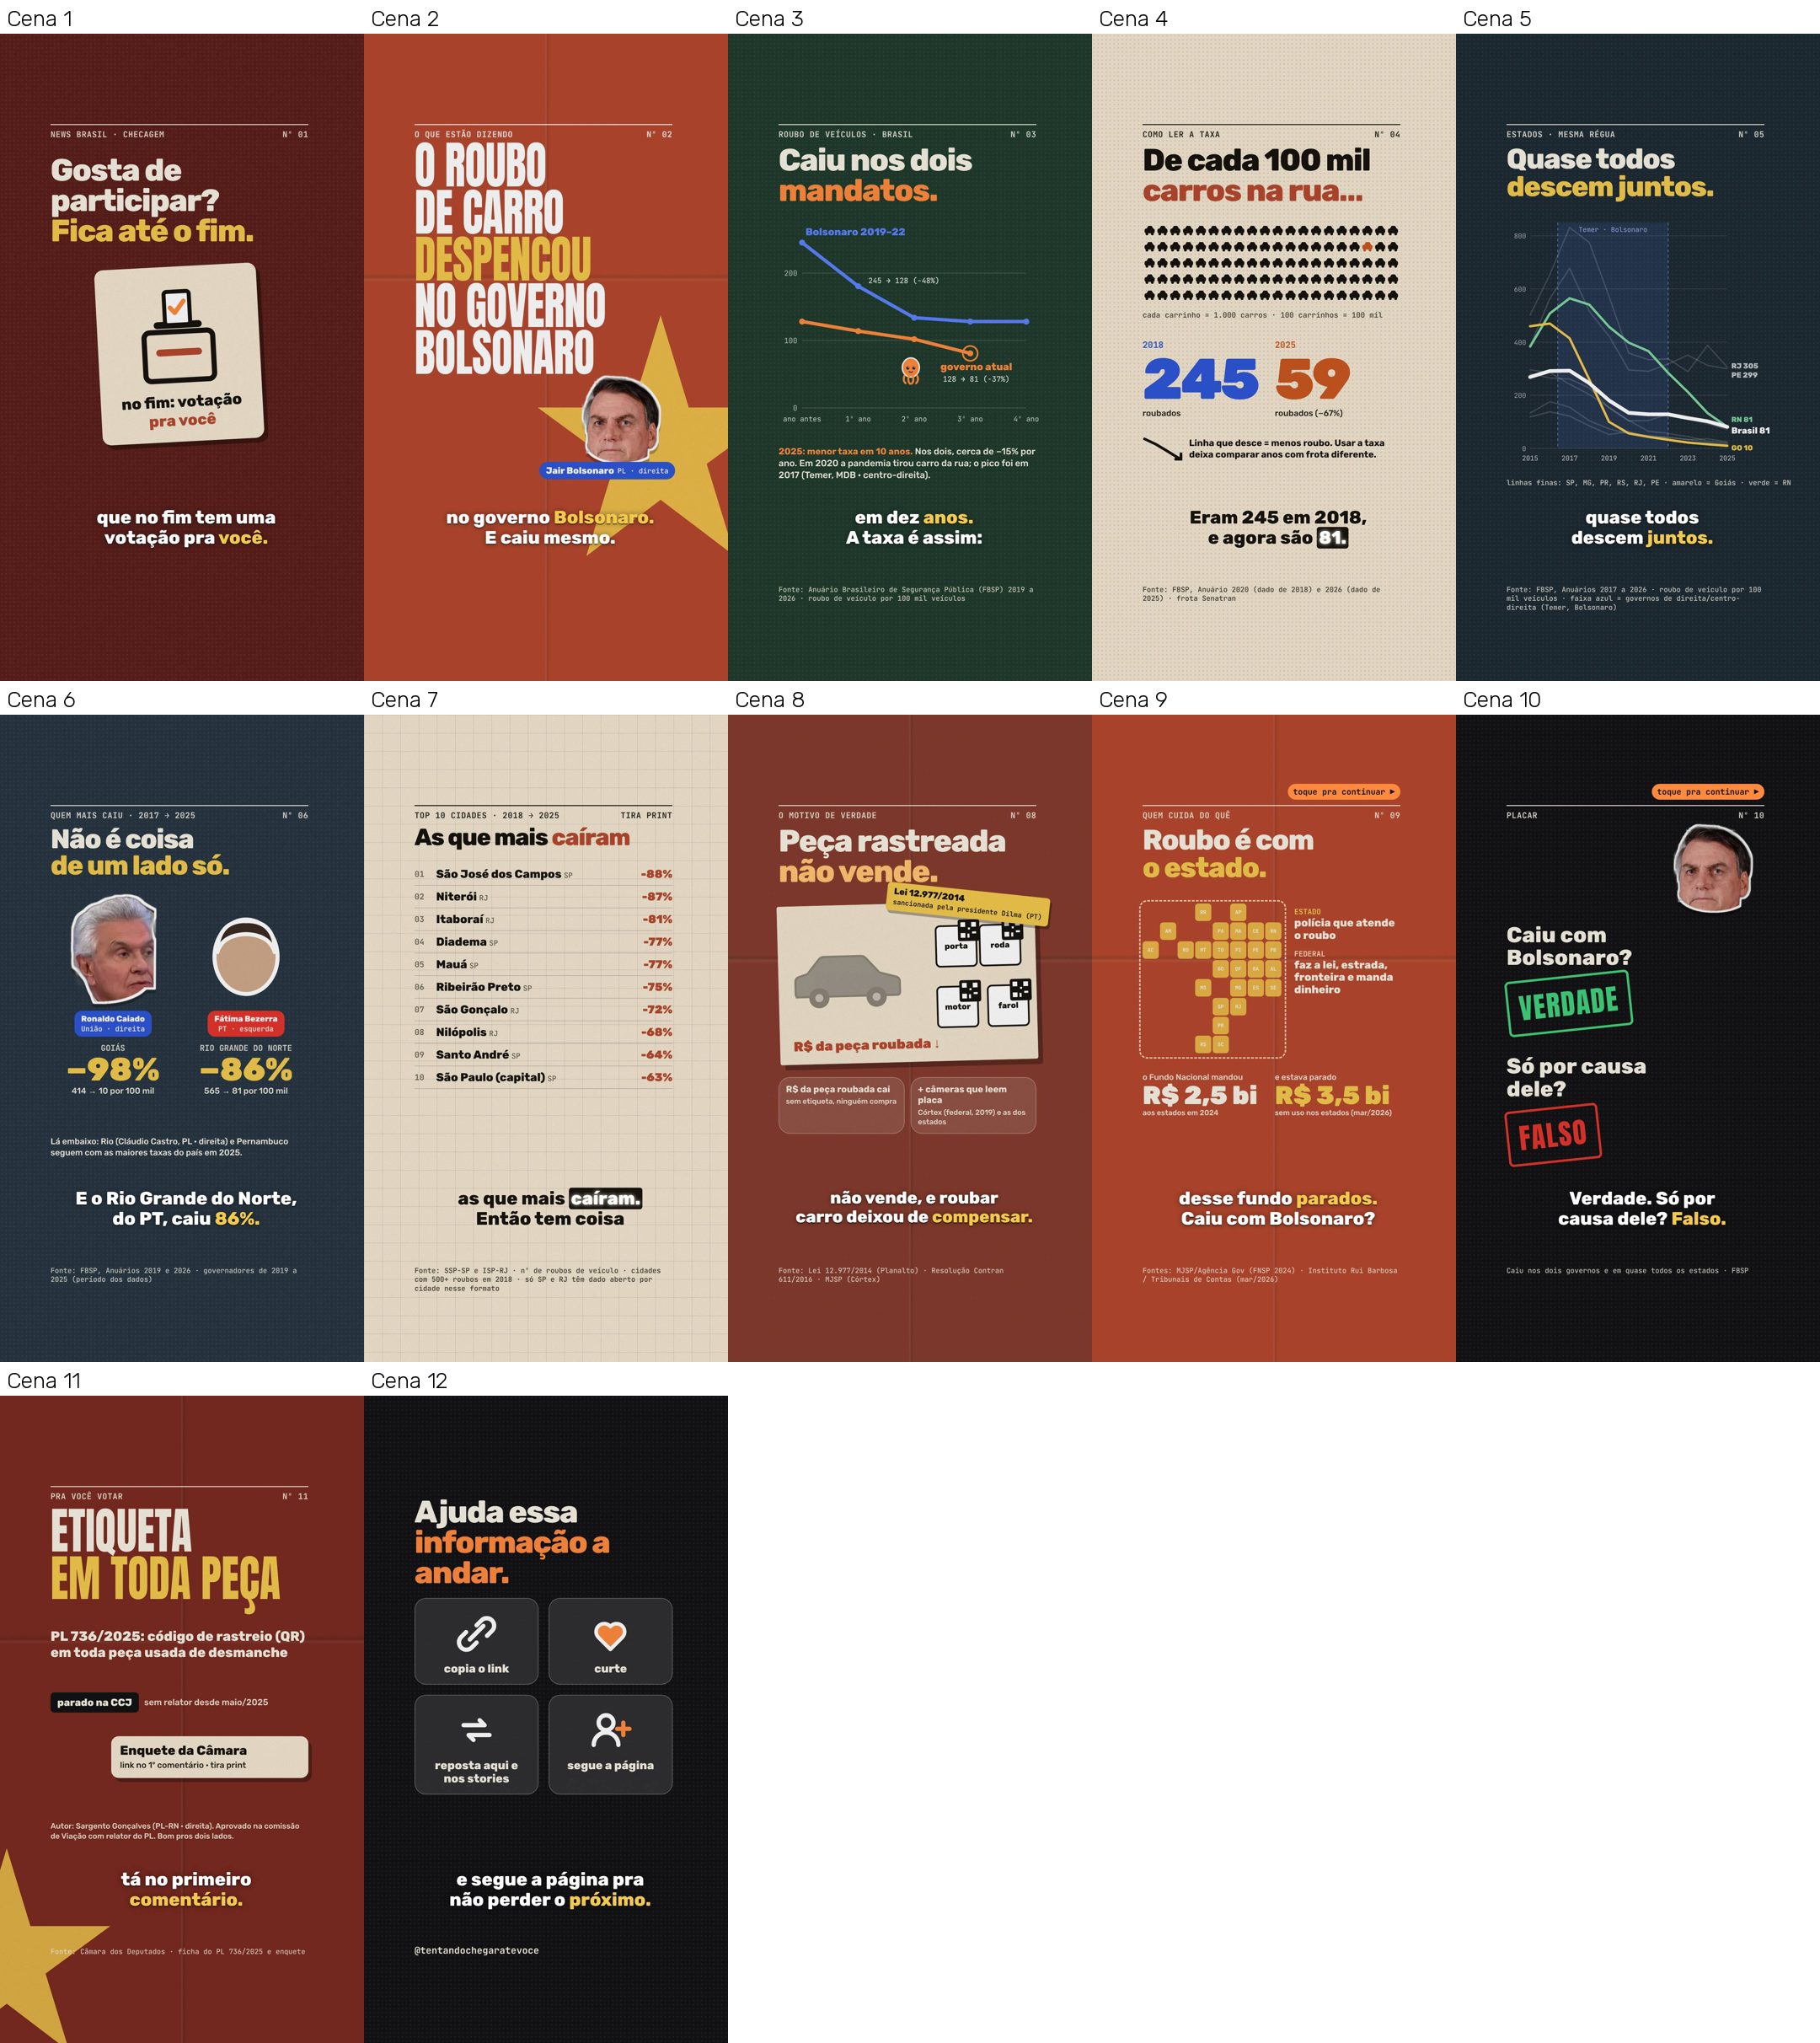 Cena 1
NEWS BRASIL · CHECAGEM
N° 01
Gosta de
participar?
Fica até o fim.
no fim: votação
pra você
que no fim tem uma
votação pra você.
Cena 2
O QUE ESTÃO DIZENDO
N° 02
O ROUBO
DE CARRO
DESPENCOU
NO GOVERNO
BOLSONARO
Jair Bolsonaro PL · direita
no governo Bolsonaro.
E caiu mesmo.
Cena 3
ROUBO DE VEÍCULOS · BRASIL
N° 03
Caiu nos dois
mandatos.
Bolsonaro 2019–22
200
245 → 128 (-48%)
100
governo atual
128 → 81 (-37%)
0
ano antes
1° ano
2° ano
3° ano
4° ano
2025: menor taxa em 10 anos. Nos dois, cerca de −15% por
ano. Em 2020 a pandemia tirou carro da rua; o pico foi em
2017 (Temer, MDB · centro-direita).
em dez anos.
A taxa é assim:
Fonte: Anuário Brasileiro de Segurança Pública (FBSP) 2019 a
2026 · roubo de veículo por 100 mil veículos
Cena 4
COMO LER A TAXA
N° 04
De cada 100 mil
carros na rua...
cada carrinho = 1.000 carros · 100 carrinhos = 100 mil
2018
2025
245
59
roubados
roubados (−67%)
Linha que desce = menos roubo. Usar a taxa
deixa comparar anos com frota diferente.
Eram 245 em 2018,
e agora são 81.
Fonte: FBSP, Anuário 2020 (dado de 2018) e 2026 (dado de
2025) · frota Senatran
Cena 5
ESTADOS · MESMA RÉGUA
N° 05
Quase todos
descem juntos.
Temer · Bolsonaro
800
600
400
200
0
RJ 305
PE 299
RN 81
Brasil 81
GO 10
2015
2017
2019
2021
2023
2025
linhas finas: SP, MG, PR, RS, RJ, PE · amarelo = Goiás · verde = RN
quase todos
descem juntos.
Fonte: FBSP, Anuários 2017 a 2026 · roubo de veículo por 100
mil veículos · faixa azul = governos de direita/centro-
direita (Temer, Bolsonaro)
Cena 6
QUEM MAIS CAIU · 2017 → 2025
N° 06
Não é coisa
de um lado só.
Ronaldo Caiado
União · direita
Fátima Bezerra
PT · esquerda
GOIÁS
RIO GRANDE DO NORTE
−98%
−86%
414 → 10 por 100 mil
565 → 81 por 100 mil
Lá embaixo: Rio (Cláudio Castro, PL · direita) e Pernambuco
seguem com as maiores taxas do país em 2025.
E o Rio Grande do Norte,
do PT, caiu 86%.
Fonte: FBSP, Anuários 2019 e 2026 · governadores de 2019 a
2025 (período dos dados)
Cena 7
TOP 10 CIDADES · 2018 → 2025
TIRA PRINT
As que mais caíram
01 São José dos Campos SP -88%
02 Niterói RJ -87%
03 Itaboraí RJ -81%
04 Diadema SP -77%
05 Mauá SP -77%
06 Ribeirão Preto SP -75%
07 São Gonçalo RJ -72%
08 Nilópolis RJ -68%
09 Santo André SP -64%
10 São Paulo (capital) SP -63%
as que mais caíram.
Então tem coisa
Fonte: SSP-SP e ISP-RJ · n° de roubos de veículo · cidades
com 500+ roubos em 2018 · só SP e RJ têm dado aberto por
cidade nesse formato
Cena 8
O MOTIVO DE VERDADE
N° 08
Peça rastreada
não vende.
Lei 12.977/2014
sancionada pela presidente Dilma (PT)
porta
roda
motor
farol
R$ da peça roubada ↓
R$ da peça roubada cai
sem etiqueta, ninguém compra
+ câmeras que leem
placa
Córtex (federal, 2019) e as dos
estados
não vende, e roubar
carro deixou de compensar.
Fonte: Lei 12.977/2014 (Planalto) · Resolução Contran
611/2016 · MJSP (Córtex)
Cena 9
toque pra continuar ▶
QUEM CUIDA DO QUÊ
N° 09
Roubo é com
o estado.
ESTADO
polícia que atende
o roubo
FEDERAL
faz a lei, estrada,
fronteira e manda
dinheiro
o Fundo Nacional mandou
R$ 2,5 bi
aos estados em 2024
e estava parado
R$ 3,5 bi
sem uso nos estados (mar/2026)
desse fundo parados.
Caiu com Bolsonaro?
Fontes: MJSP/Agência Gov (FNSP 2024) · Instituto Rui Barbosa
/ Tribunais de Contas (mar/2026)
Cena 10
toque pra continuar ▶
PLACAR
N° 10
Caiu com
Bolsonaro?
VERDADE
Só por causa
dele?
FALSO
Verdade. Só por
causa dele? Falso.
Caiu nos dois governos e em quase todos os estados · FBSP
Cena 11
PRA VOCÊ VOTAR
N° 11
ETIQUETA
EM TODA PEÇA
PL 736/2025: código de rastreio (QR)
em toda peça usada de desmanche
parado na CCJ sem relator desde maio/2025
Enquete da Câmara
link no 1° comentário · tira print
Autor: Sargento Gonçalves (PL-RN · direita). Aprovado na comissão
de Viação com relator do PL. Bom pros dois lados.
tá no primeiro
comentário.
Fonte: Câmara dos Deputados · ficha do PL 736/2025 e enquete
Cena 12
Ajuda essa
informação a
andar.
copia o link
curte
reposta aqui e
nos stories
segue a página
e segue a página pra
não perder o próximo.
@tentandochegaratevoce